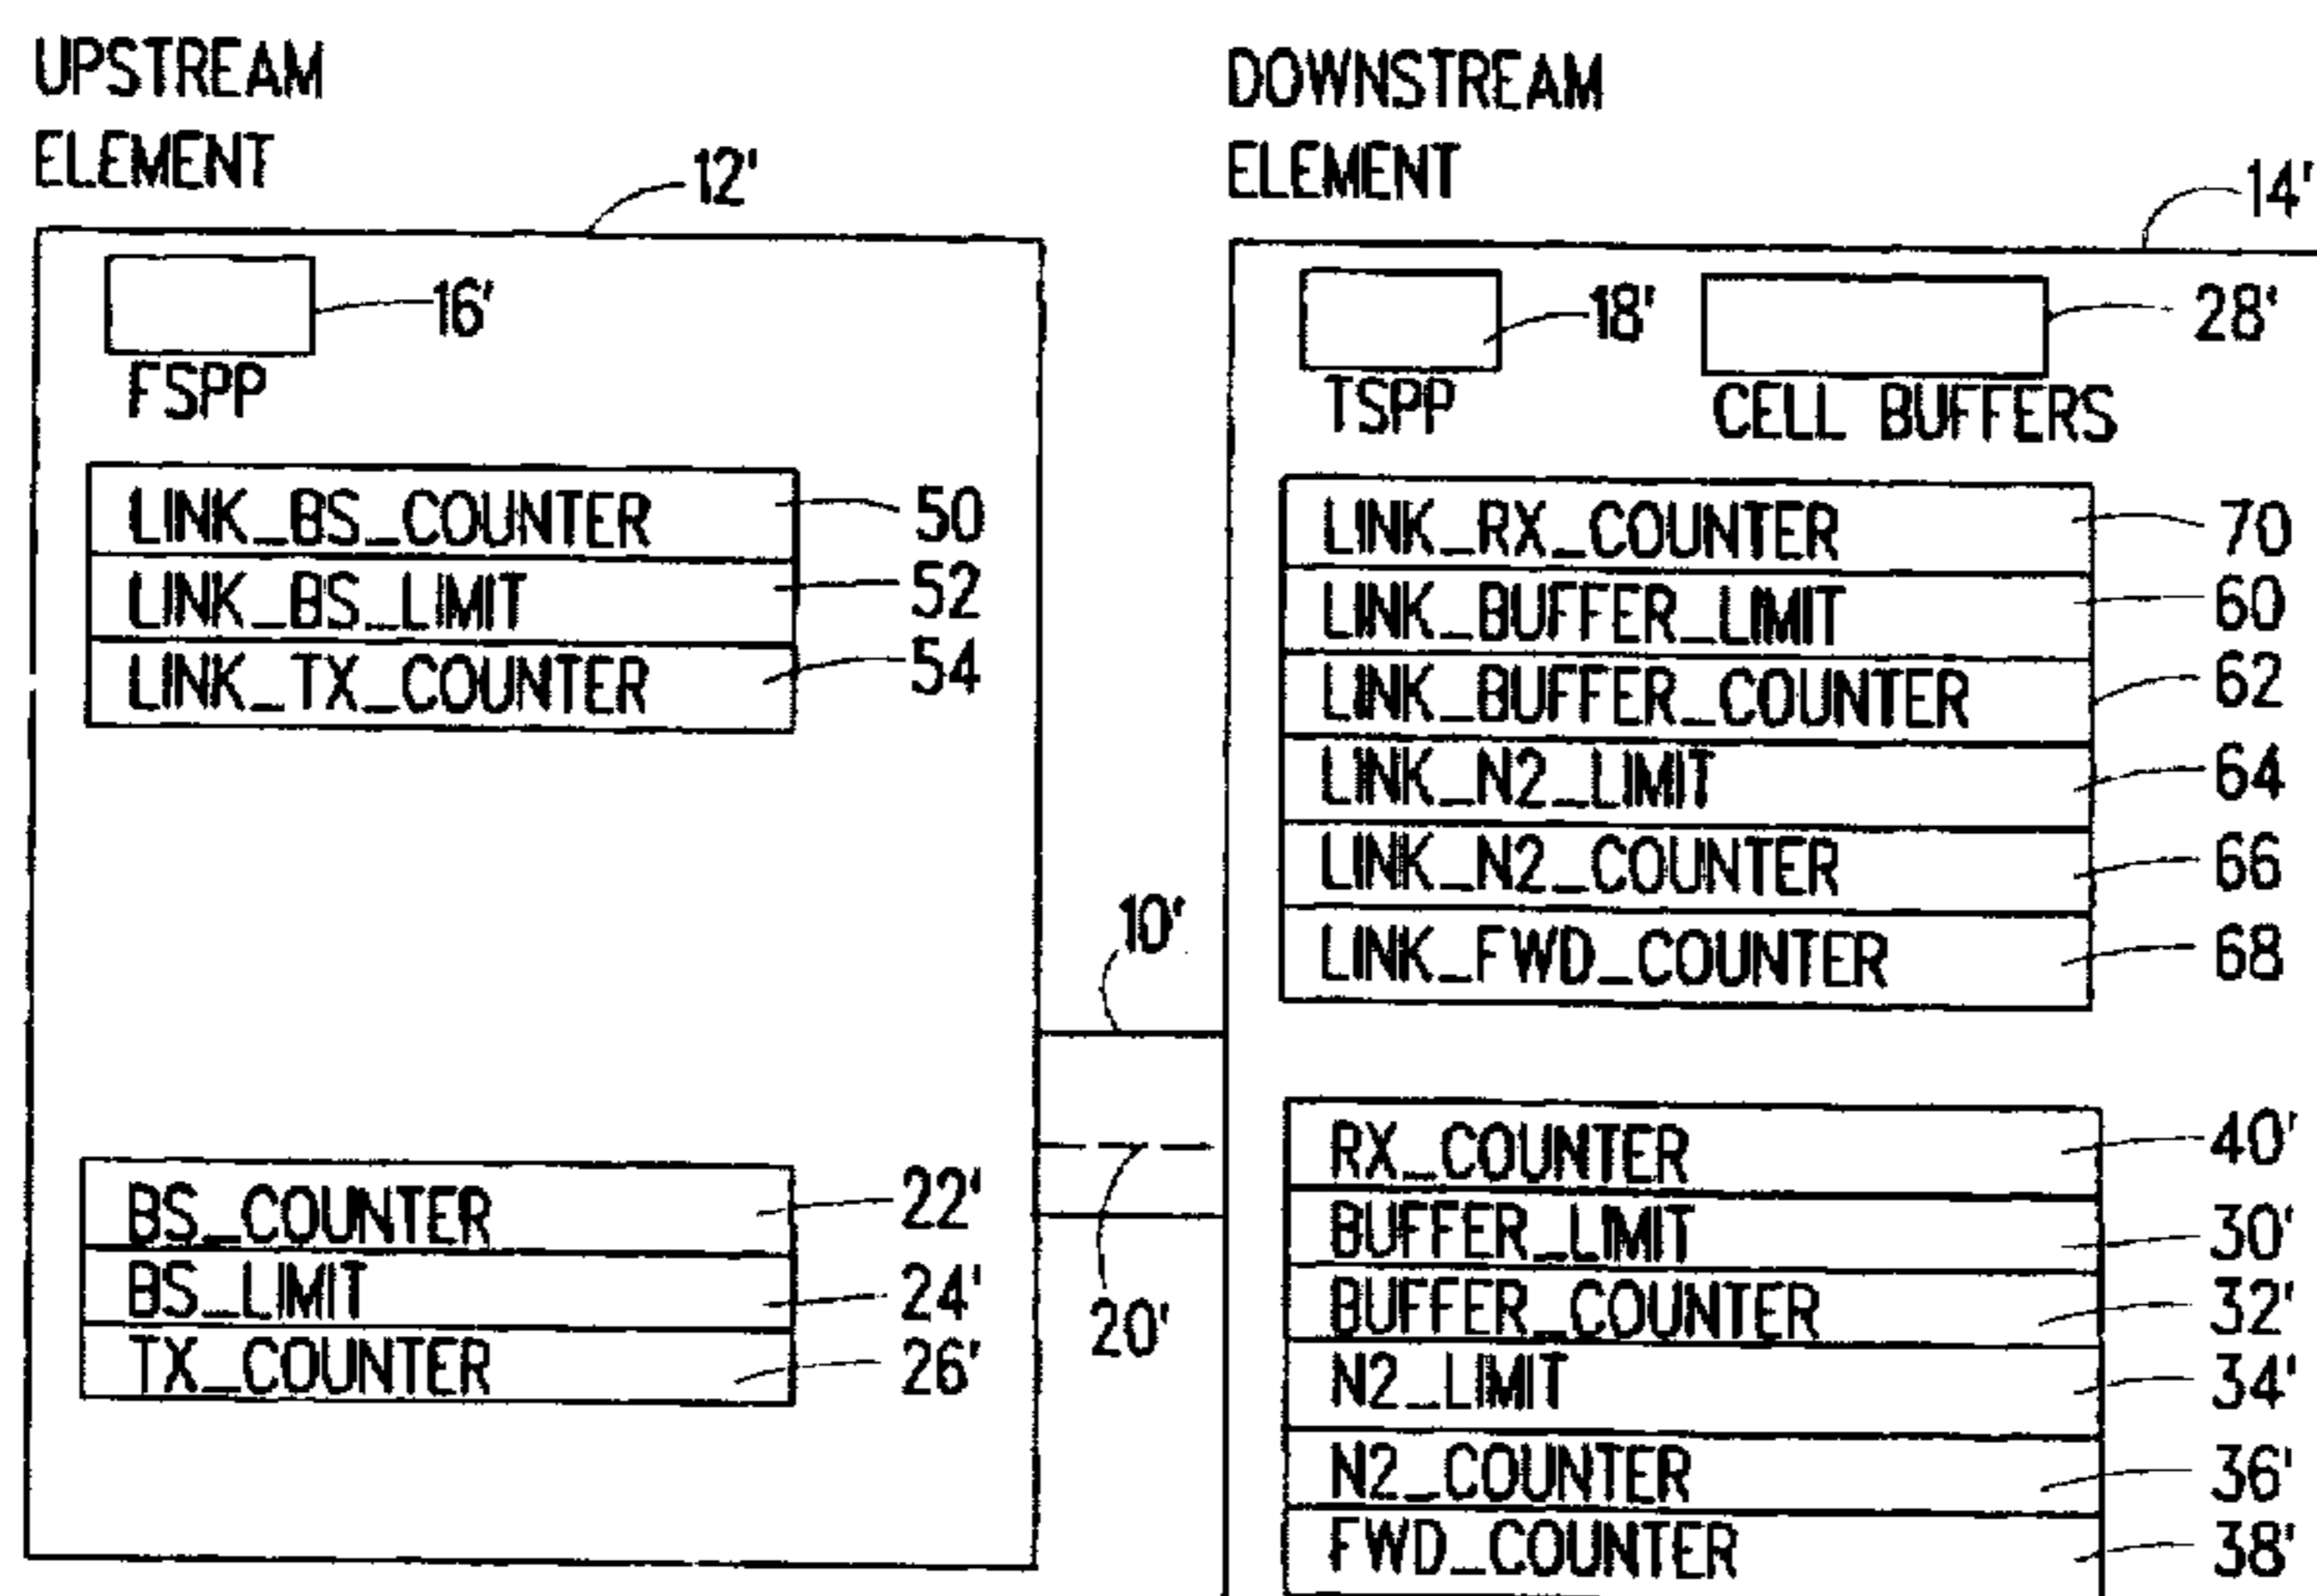 UPSTREAM
ELEMENT
12'
16'
FSPP
LINK_BS_COUNTER 50
LINK_BS_LIMIT 52
LINK_TX_COUNTER 54
BS_COUNTER 22'
BS_LIMIT 24'
TX_COUNTER 26'
10'
20'
DOWNSTREAM
ELEMENT
14'
18'
28'
TSPP
CELL BUFFERS
LINK_RX_COUNTER 70
LINK_BUFFER_LIMIT 60
LINK_BUFFER_COUNTER 62
LINK_N2_LIMIT 64
LINK_N2_COUNTER 66
LINK_FWD_COUNTER 68
RX_COUNTER 40'
BUFFER_LIMIT 30'
BUFFER_COUNTER 32'
N2_LIMIT 34'
N2_COUNTER 36'
FWD_COUNTER 38'